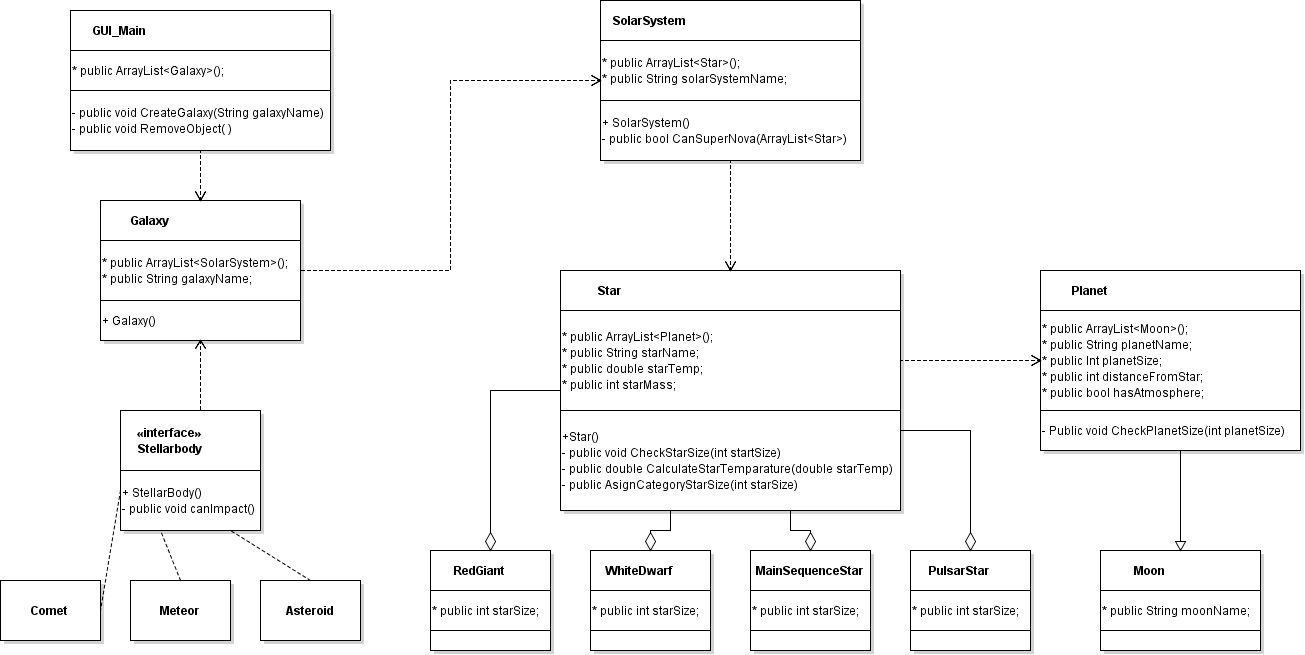 GUI_Main
* public ArrayList<Galaxy>();
- public void CreateGalaxy(String galaxyName)
- public void RemoveObject( )
SolarSystem
* public ArrayList<Star>();
* public String solarSystemName;
+ SolarSystem()
- public bool CanSuperNova(ArrayList<Star>)
Galaxy
* public ArrayList<SolarSystem>();
* public String galaxyName;
+ Galaxy()
«interface»
Stellarbody
+ StellarBody()
- public void canImpact()
Comet
Meteor
Asteroid
Star
* public ArrayList<Planet>();
* public String starName;
* public double starTemp;
* public int starMass;
+Star()
- public void CheckStarSize(int startSize)
- public double CalculateStarTemparature(double starTemp)
- public AsignCategoryStarSize(int starSize)
Planet
* public ArrayList<Moon>();
* public String planetName;
* public Int planetSize;
* public int distanceFromStar;
* public bool hasAtmosphere;
- Public void CheckPlanetSize(int planetSize)
RedGiant
* public int starSize;
WhiteDwarf
* public int starSize;
MainSequenceStar
* public int starSize;
PulsarStar
* public int starSize;
Moon
* public String moonName;